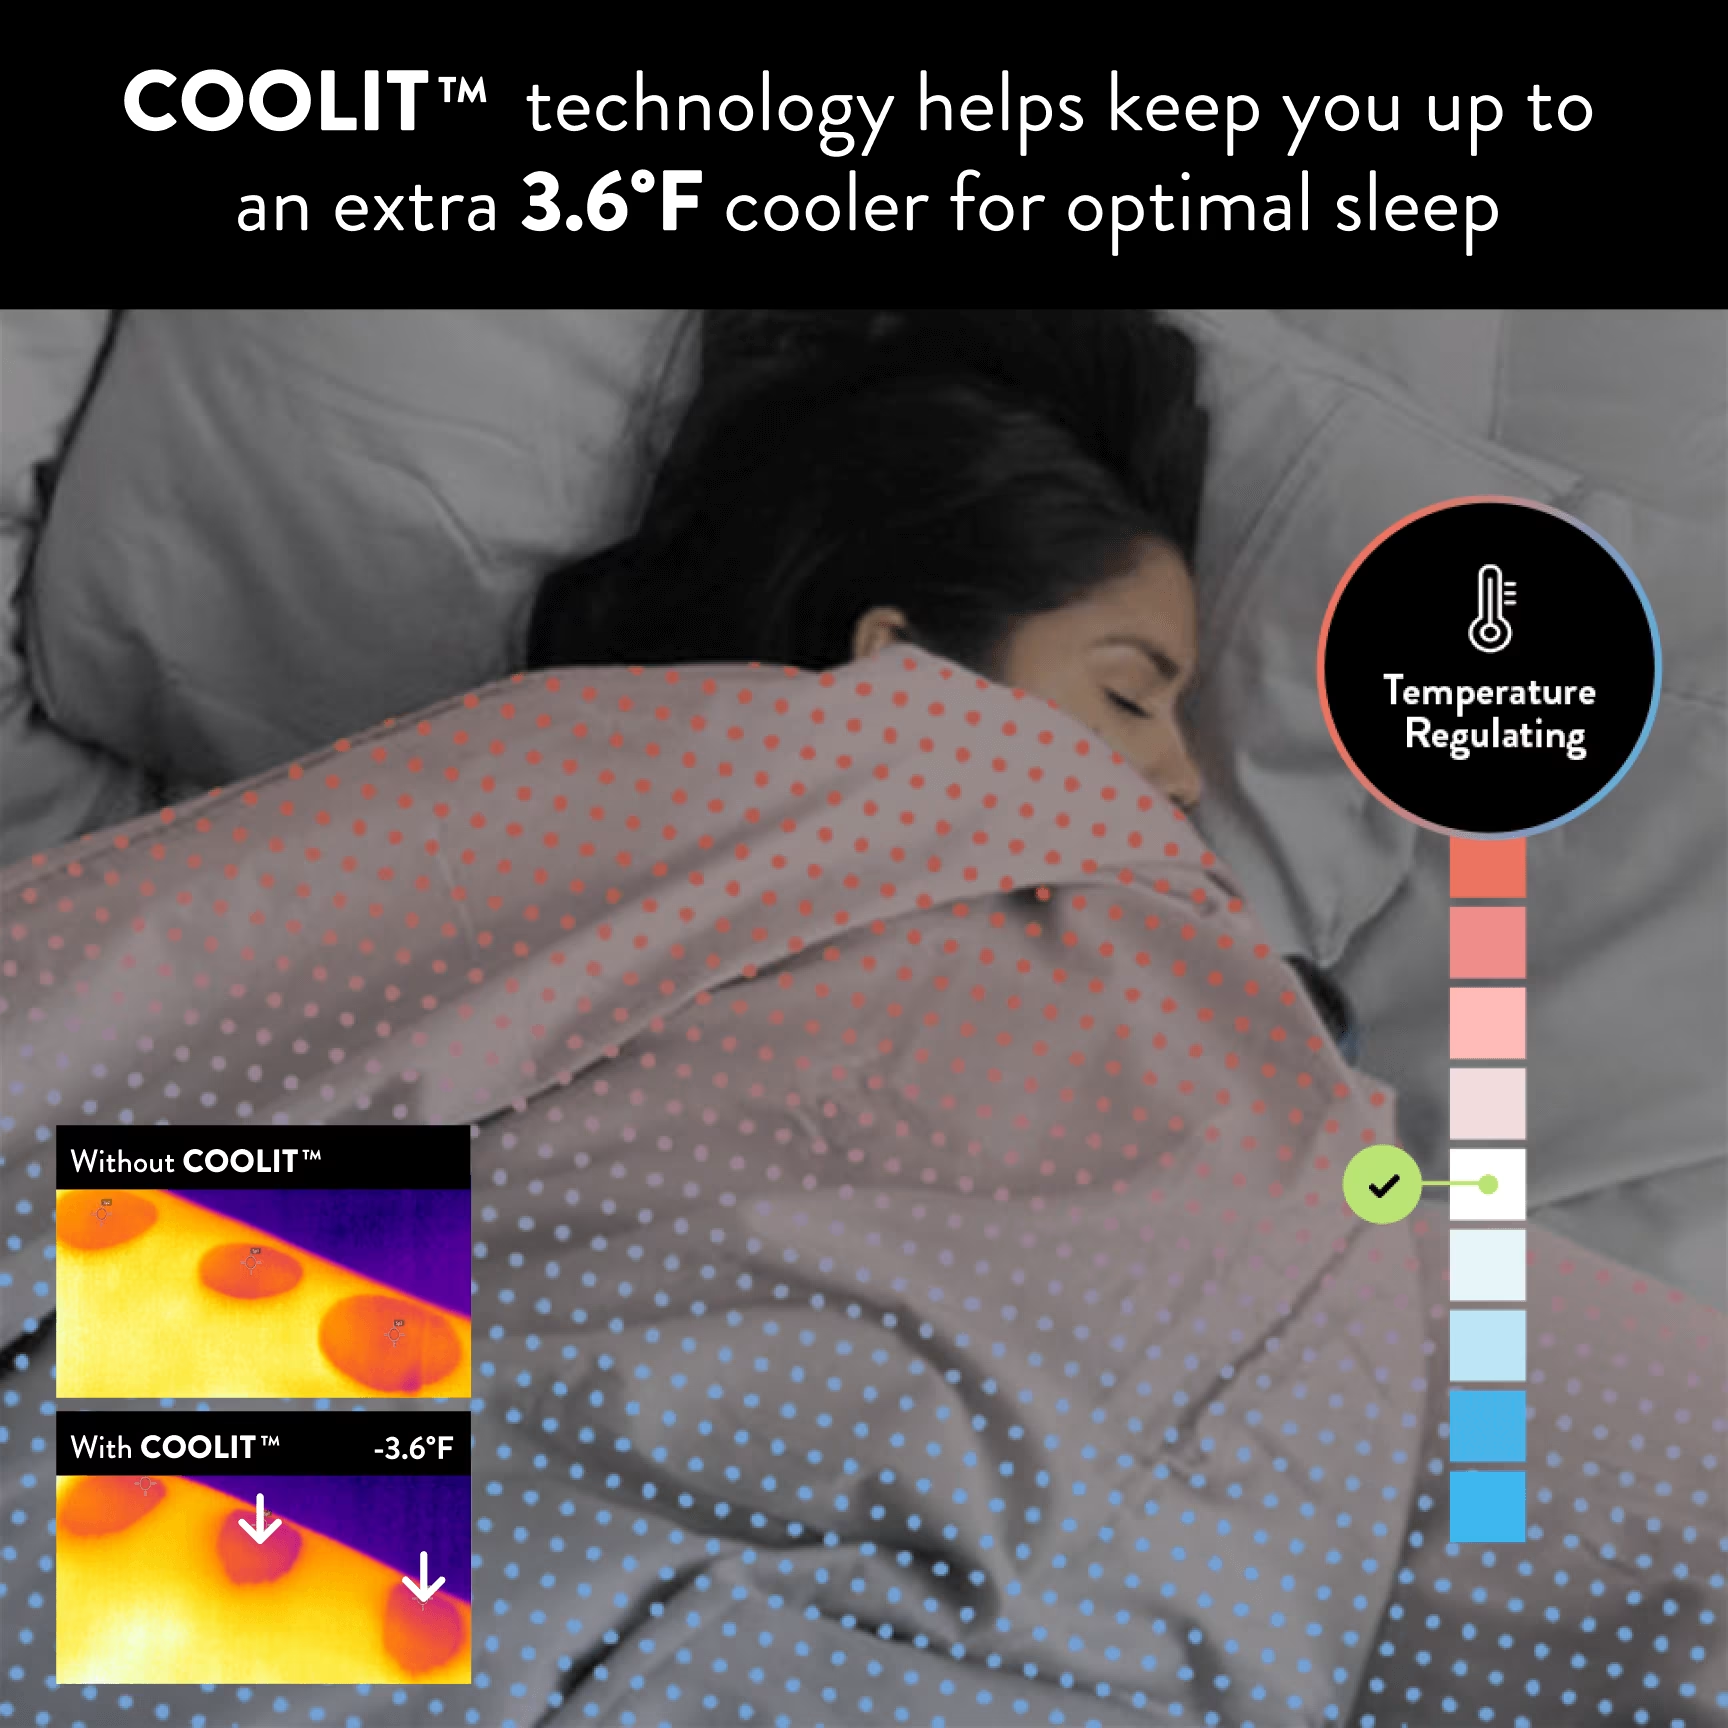 COOLIT™ technology helps keep you up to
an extra 3.6°F cooler for optimal sleep
Temperature
Regulating
Without COOLIT™
With COOLIT™ -3.6°F